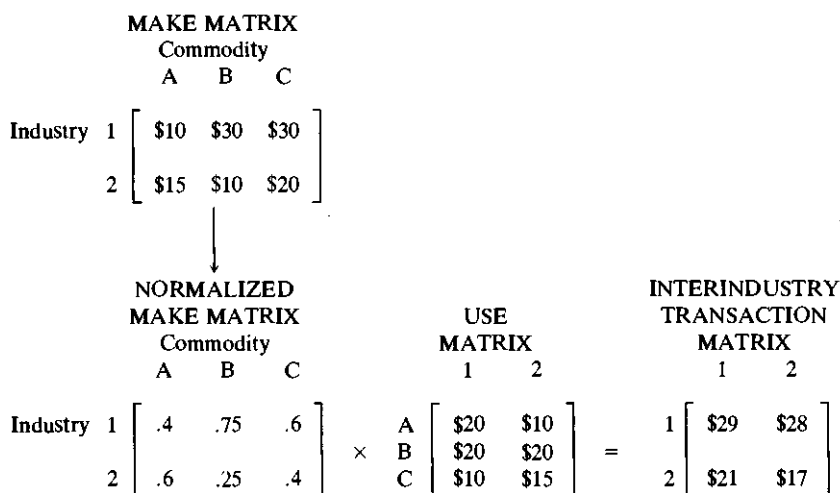 MAKE MATRIX
Commodity
A B C
Industry 1 $10 $30 $30
2 $15 $10 $20
NORMALIZED
MAKE MATRIX
Commodity
A B C
Industry 1 .4 .75 .6
2 .6 .25 .4
×
USE
MATRIX
1 2
A $20 $10
B $20 $20
C $10 $15
=
INTERINDUSTRY
TRANSACTION
MATRIX
1 2
1 $29 $28
2 $21 $17